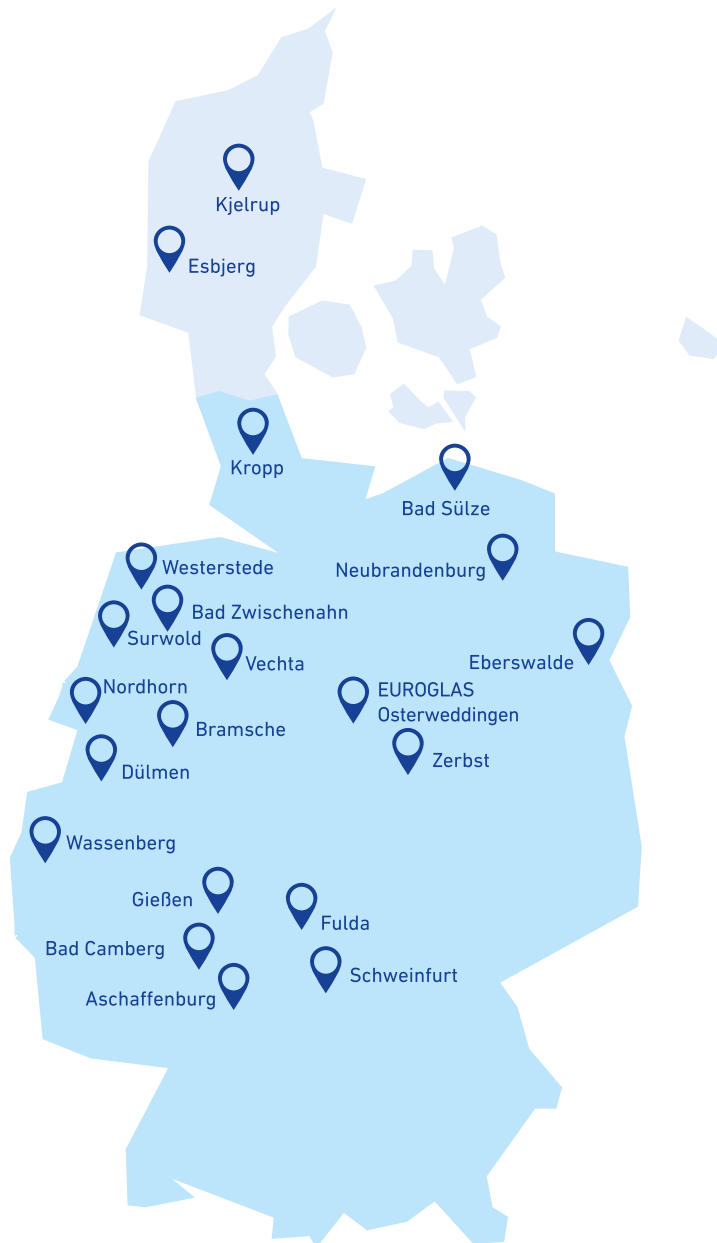 Kjelrup
Esbjerg
Kropp
Bad Sülze
Westerstede
Neubrandenburg
Bad Zwischenahn
Surwold
Vechta
Eberswalde
Nordhorn
EUROGLAS
Osterweddingen
Bramsche
Zerbst
Dülmen
Wassenberg
Gießen
Fulda
Bad Camberg
Schweinfurt
Aschaffenburg